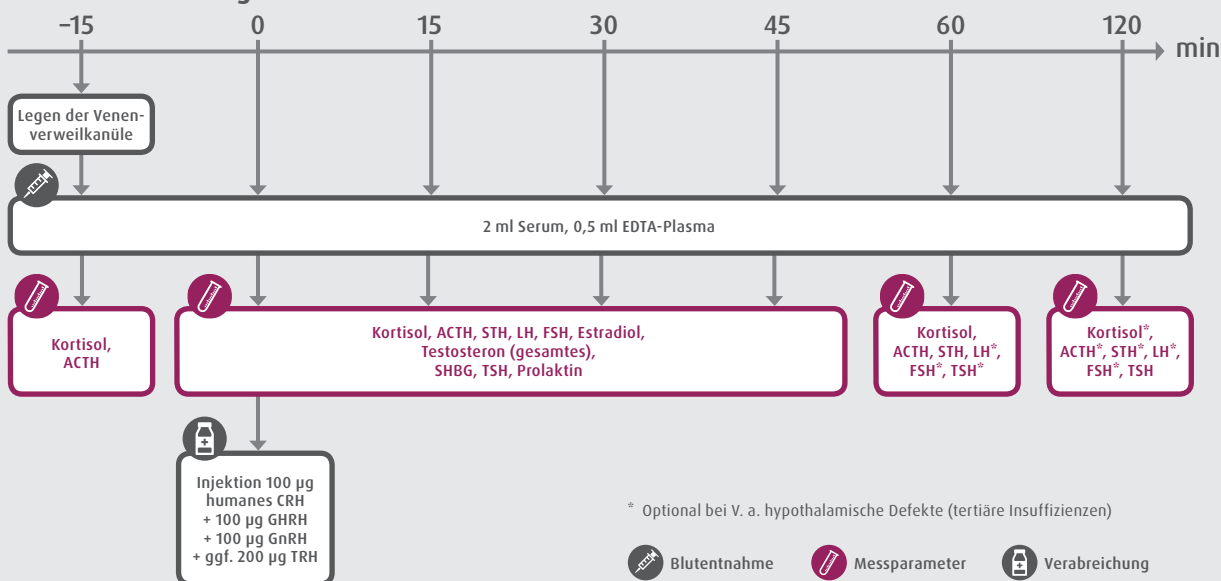 –15 0 15 30 45 60 120
min
Legen der Venen-
verweilkanüle
2 ml Serum, 0,5 ml EDTA-Plasma
Kortisol,
ACTH
Kortisol, ACTH, STH, LH, FSH, Estradiol,
Testosteron (gesamtes),
SHBG, TSH, Prolaktin
Kortisol,
ACTH, STH, LH*,
FSH*, TSH*
Kortisol*,
ACTH*, STH*, LH*,
FSH*, TSH
Injektion 100 µg
humanes CRH
+ 100 µg GHRH
+ 100 µg GnRH
+ ggf. 200 µg TRH
* Optional bei V. a. hypothalamische Defekte (tertiäre Insuffizienzen)
Blutentnahme Messparameter Verabreichung